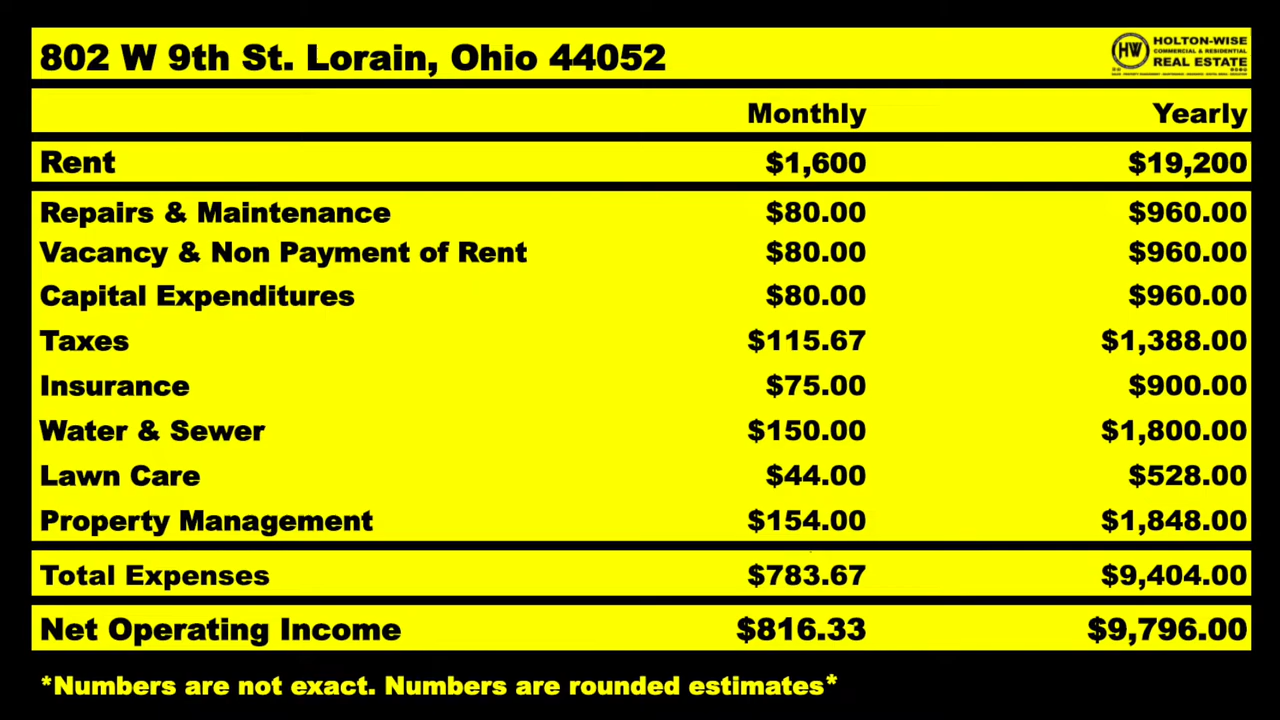 802 W 9th St. Lorain, Ohio 44052
HW
HOLTON-WISE
COMMERCIAL & RESIDENTIAL
REAL ESTATE
Monthly Yearly
Rent $1,600 $19,200
Repairs & Maintenance $80.00 $960.00
Vacancy & Non Payment of Rent $80.00 $960.00
Capital Expenditures $80.00 $960.00
Taxes $115.67 $1,388.00
Insurance $75.00 $900.00
Water & Sewer $150.00 $1,800.00
Lawn Care $44.00 $528.00
Property Management $154.00 $1,848.00
Total Expenses $783.67 $9,404.00
Net Operating Income $816.33 $9,796.00
*Numbers are not exact. Numbers are rounded estimates*